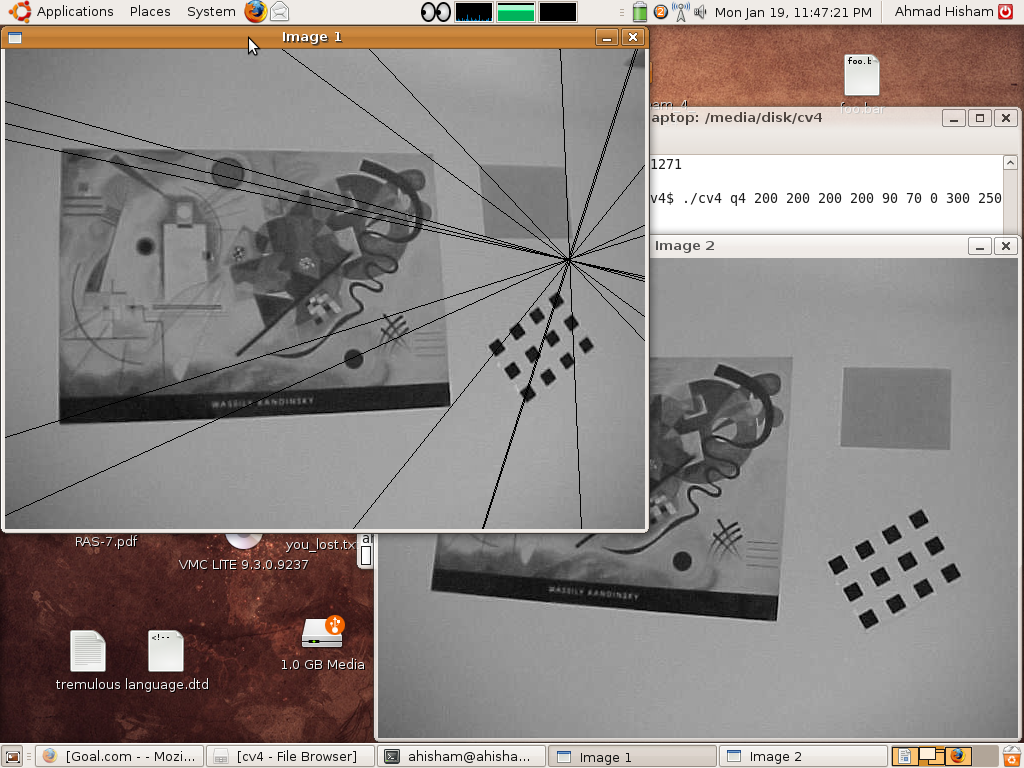 Applications Places System
Mon Jan 19, 11:47:21 PM
Ahmad Hisham
Image 1
foo.b
foo.bar
aptop: /media/disk/cv4
1271
v4$ ./cv4 q4 200 200 200 200 90 70 0 300 250
Image 2
WASSILY KANDINSKY
WASSILY KANDINSKY
RAS-7.pdf
you_lost.tx
VMC LITE 9.3.0.9237
<!--
1.0 GB Media
tremulous
language.dtd
[Goal.com - - Mozi...
[cv4 - File Browser]
ahisham@ahisha...
Image 1
Image 2